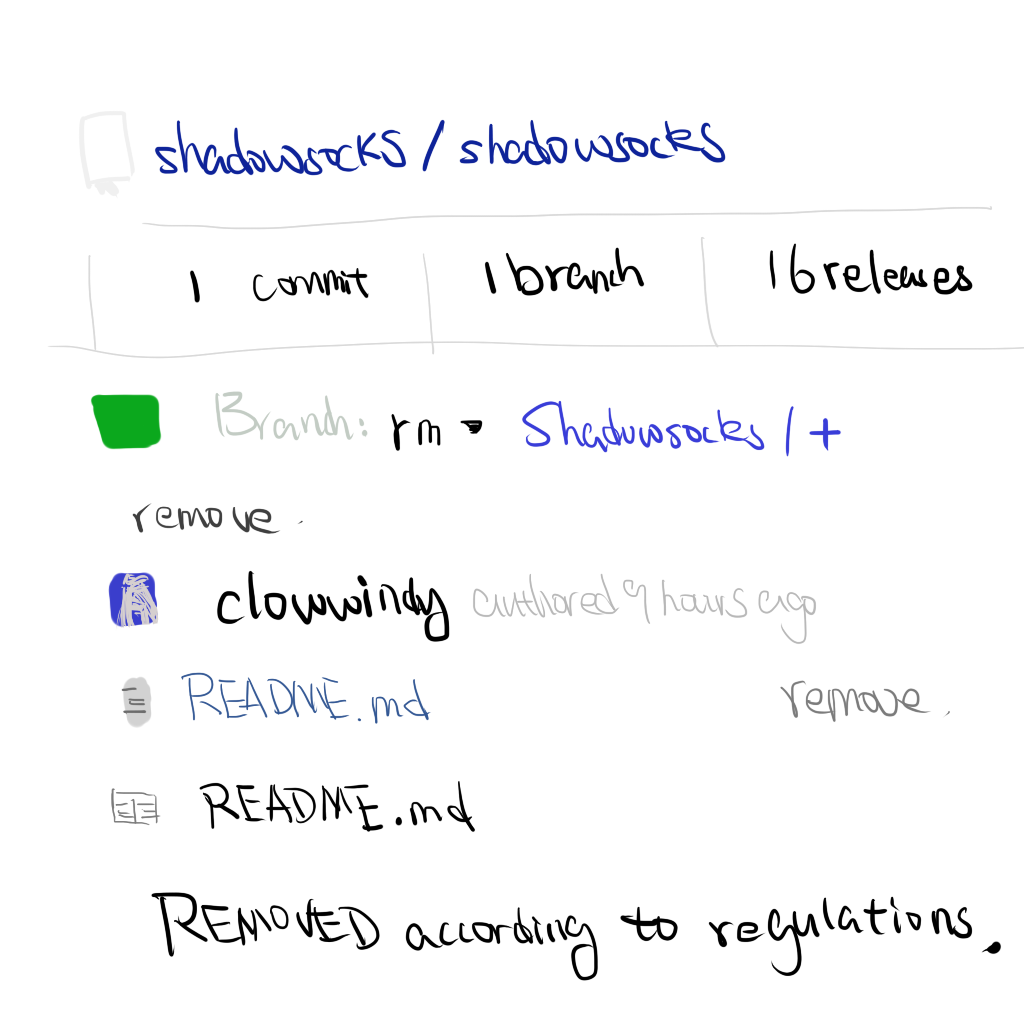 shadowsocks / shadowsocks
1 commit 1 branch 16 releases
Branch: rm Shadowsocks / +
remove.
clowwindy authored 9 hours ago
README.md remove.
README.md
REMOVED according to regulations.